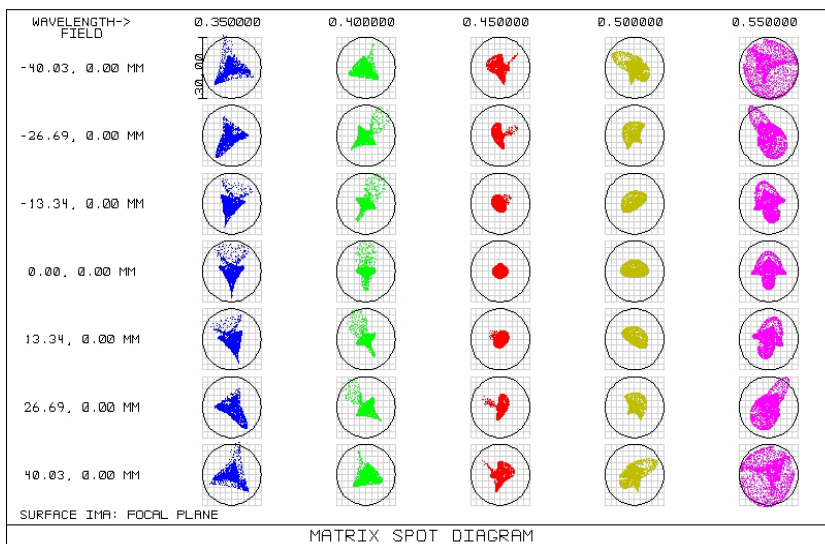 WAVELENGTH-> 0.350000 0.400000 0.450000 0.500000 0.550000
FIELD
-40.03, 0.00 MM
130.00
-26.69, 0.00 MM
-13.34, 0.00 MM
0.00, 0.00 MM
13.34, 0.00 MM
26.69, 0.00 MM
40.03, 0.00 MM
SURFACE IMA: FOCAL PLANE
MATRIX SPOT DIAGRAM